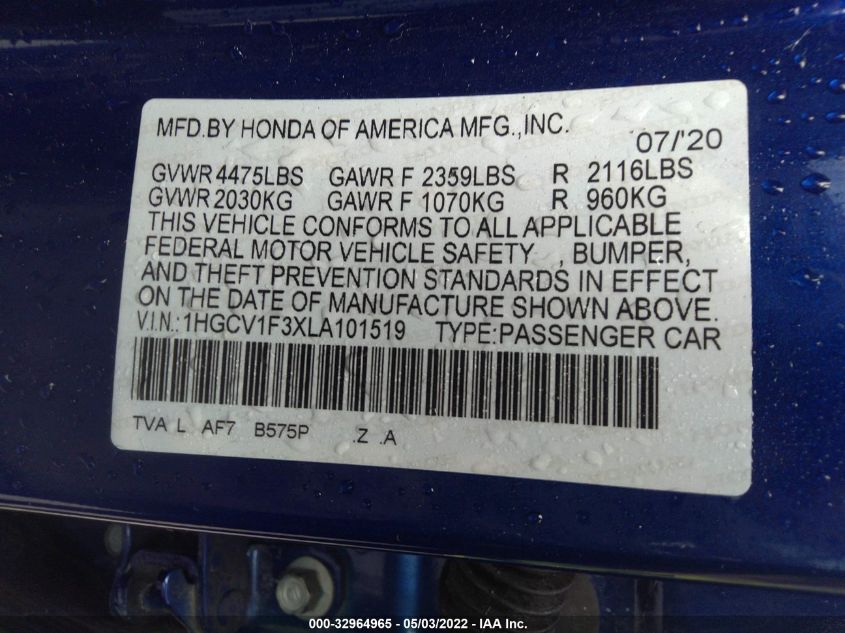 MFD.BY HONDA OF AMERICA MFG.,INC.
07/'20
GVWR 4475LBS GAWR F 2359LBS R 2116LBS
GVWR 2030KG GAWR F 1070KG R 960KG
THIS VEHICLE CONFORMS TO ALL APPLICABLE
FEDERAL MOTOR VEHICLE SAFETY , BUMPER,
AND THEFT PREVENTION STANDARDS IN EFFECT
ON THE DATE OF MANUFACTURE SHOWN ABOVE.
V.I.N.:1HGCV1F3XLA101519 TYPE:PASSENGER CAR
TVA L AF7 B575P .Z .A
000-32964965 - 05/03/2022 - IAA Inc.